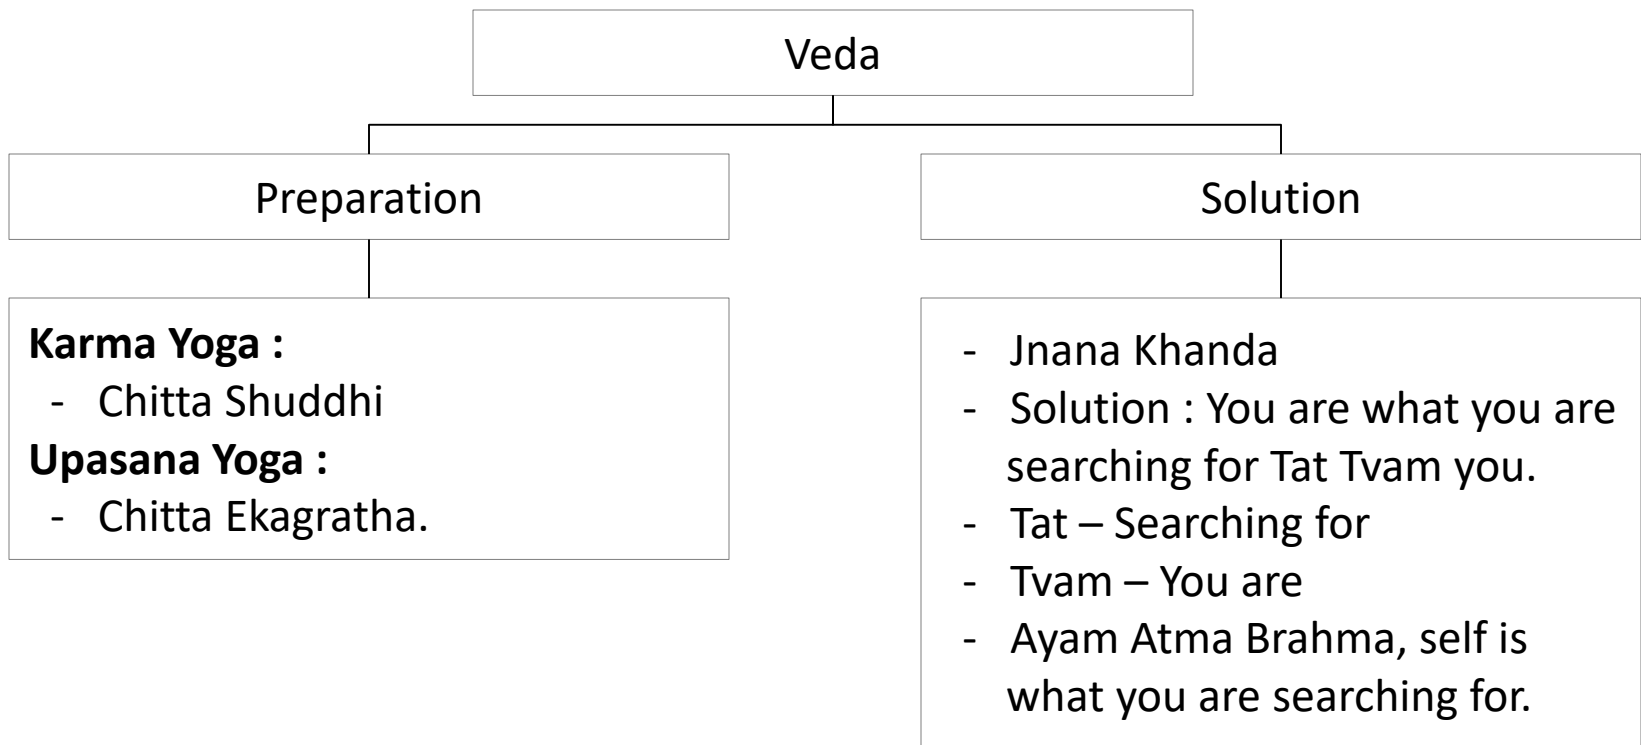 Veda
Preparation
Solution
Karma Yoga :
- Chitta Shuddhi
Upasana Yoga :
- Chitta Ekagratha.
- Jnana Khanda
- Solution : You are what you are
searching for Tat Tvam you.
- Tat – Searching for
- Tvam – You are
- Ayam Atma Brahma, self is
what you are searching for.